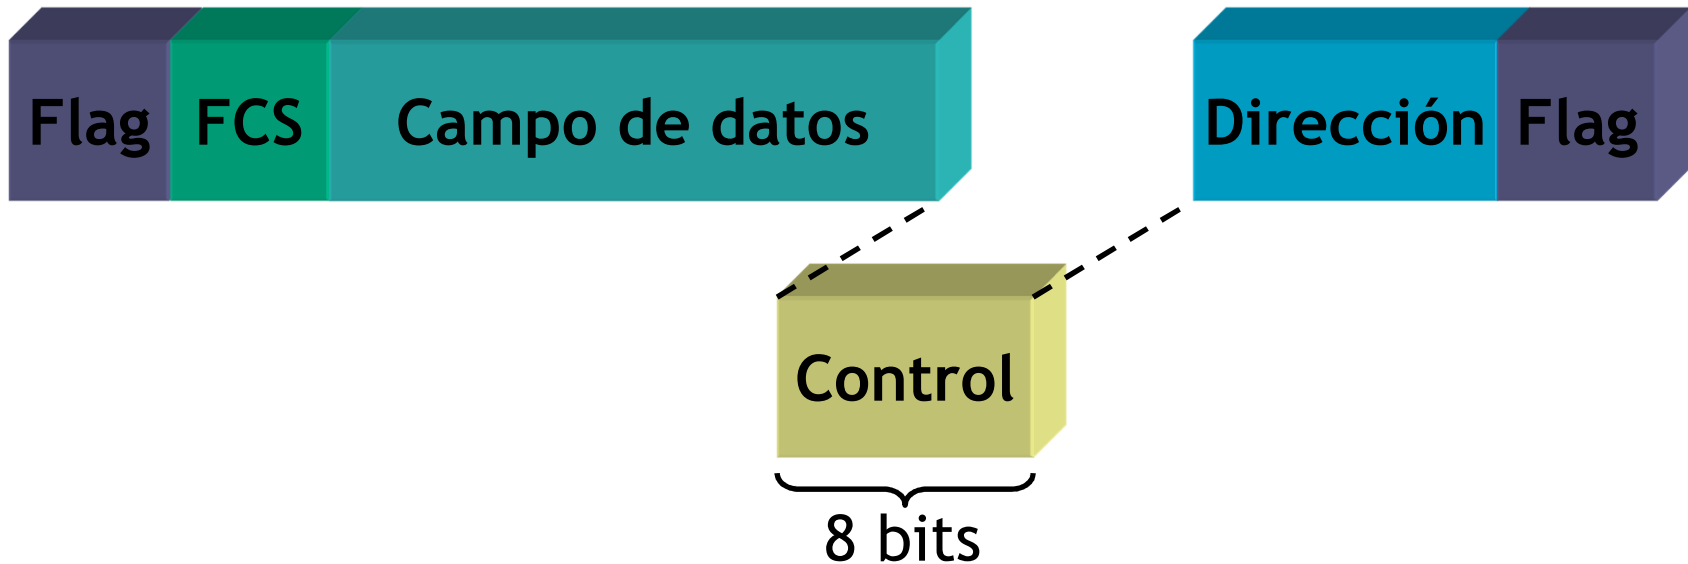 Flag FCS Campo de datos Dirección Flag
Control
8 bits